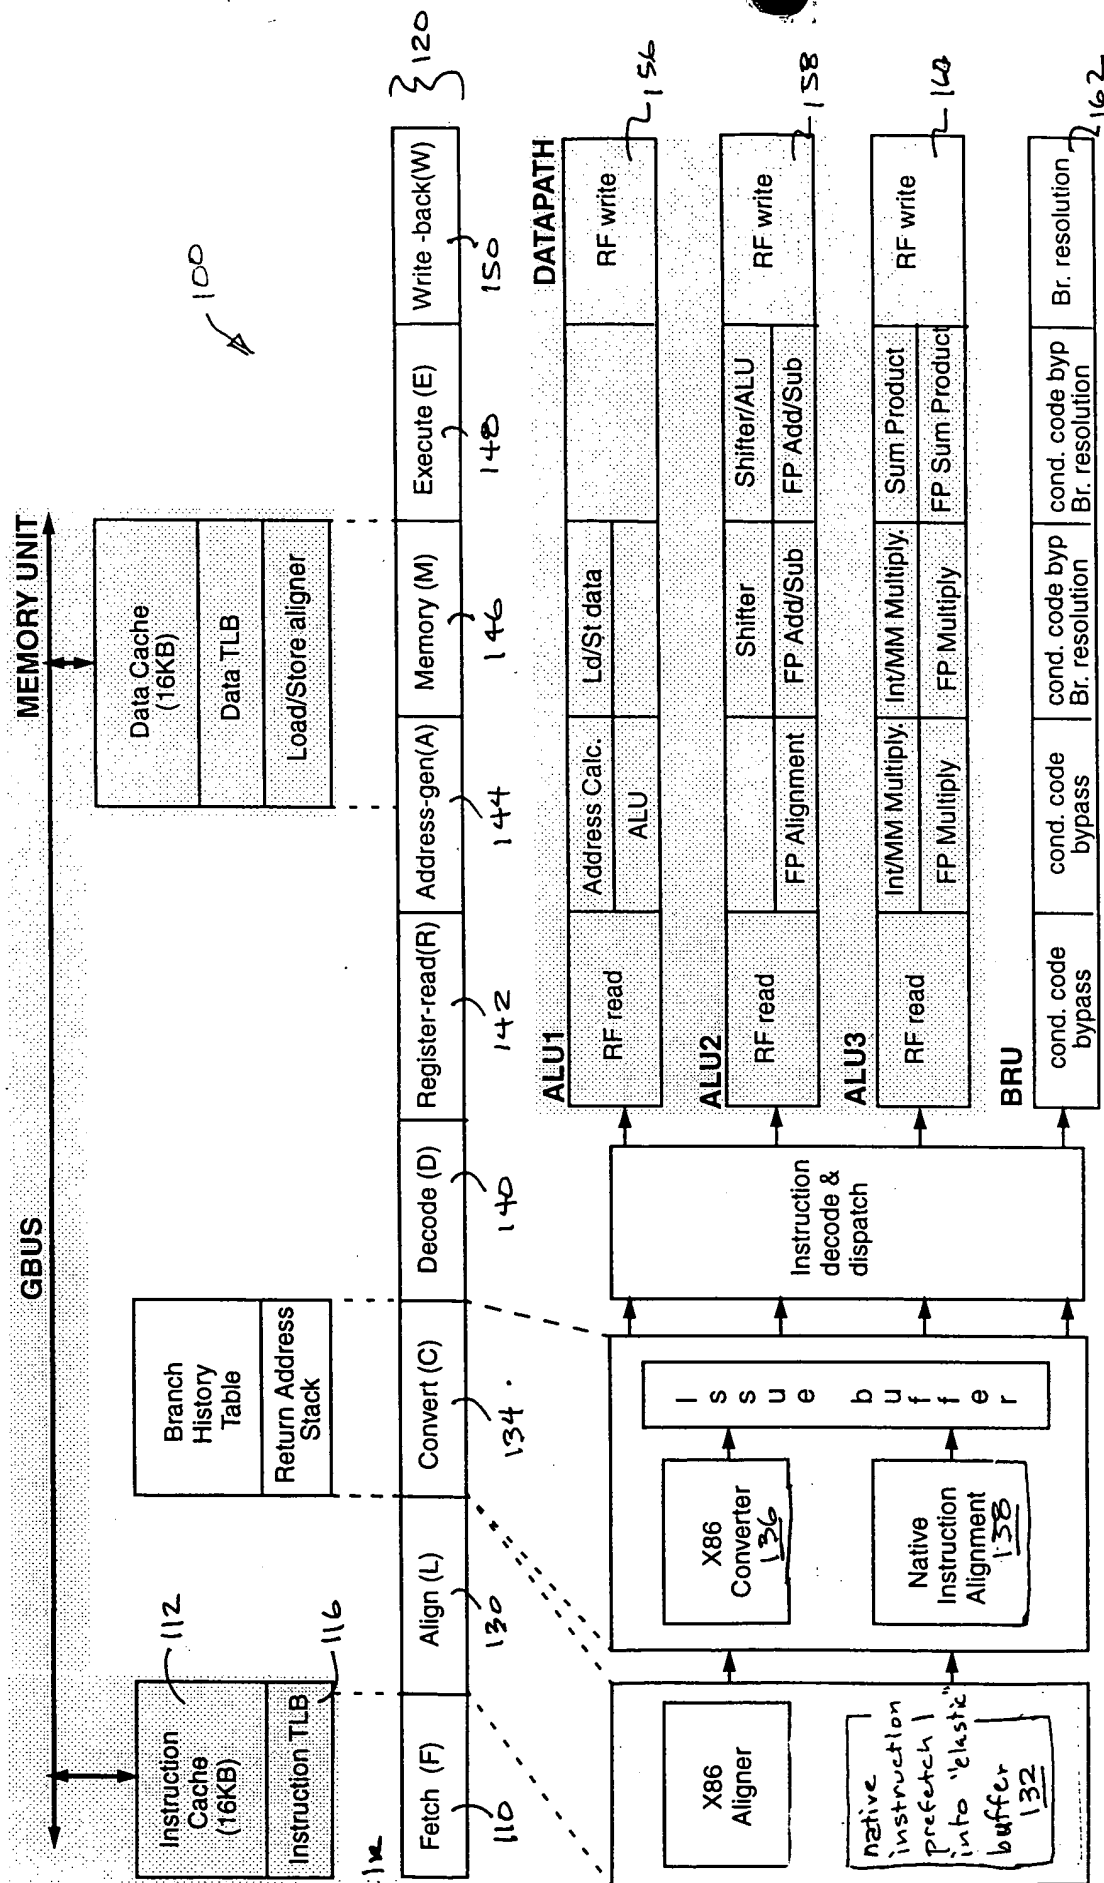 MEMORY UNIT
GBUS
Data Cache
(16KB)
Data TLB
Load/Store aligner
Branch
History
Table
Return Address
Stack
Instruction
Cache
(16KB)
Instruction TLB
112
116
100
120
Fetch (F)
Align (L)
Convert (C)
Decode (D)
Register-read(R)
Address-gen(A)
Memory (M)
Execute (E)
Write -back(W)
110
130
134
140
142
144
146
148
150
DATAPATH
ALU1
RF read
Address Calc.
ALU
Ld/St data
RF write
156
ALU2
RF read
FP Alignment
Shifter
FP Add/Sub
Shifter/ALU
FP Add/Sub
RF write
158
ALU3
RF read
Int/MM Multiply.
FP Multiply
Int/MM Multiply.
FP Multiply
Sum Product
FP Sum Product
RF write
160
BRU
cond. code
bypass
cond. code
bypass
cond. code byp
Br. resolution
cond. code byp
Br. resolution
Br. resolution
162
Instruction
decode &
dispatch
Issue buffer
X86
Converter
136
Native
Instruction
Alignment
138
X86
Aligner
native
instruction
prefetch
into "elastic"
buffer
132